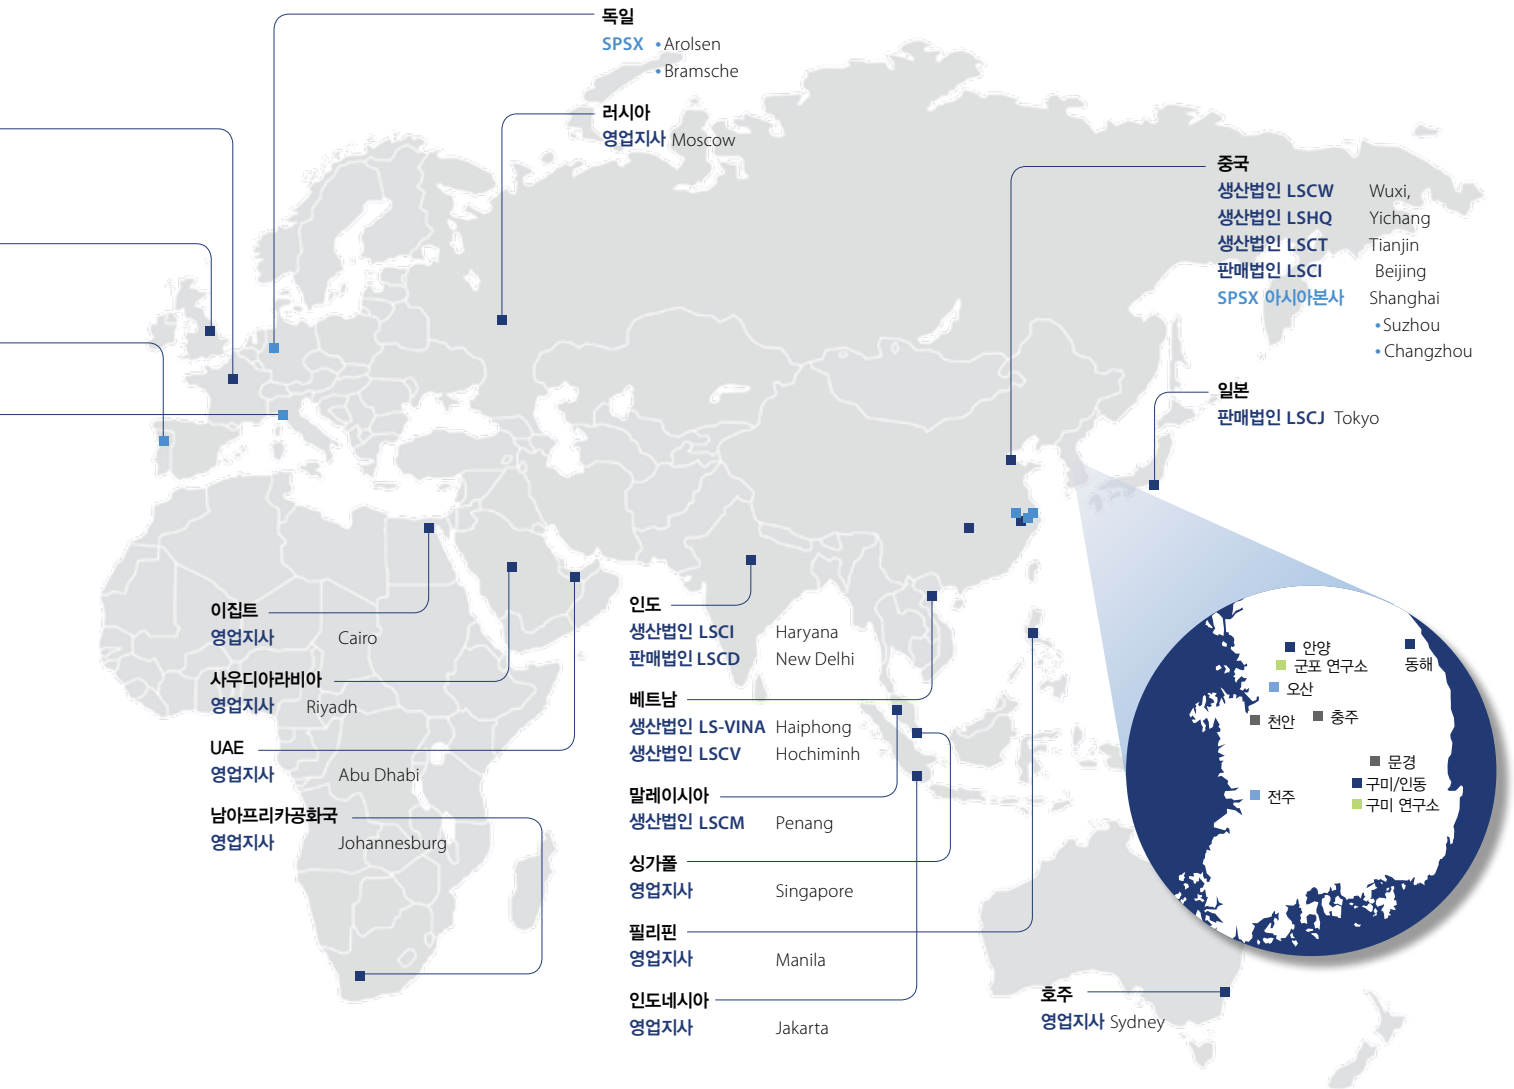 독일
SPSX • Arolsen
• Bramsche
러시아
영업지사 Moscow
중국
생산법인 LSCW Wuxi,
생산법인 LSHQ Yichang
생산법인 LSCT Tianjin
판매법인 LSCI Beijing
SPSX 아시아본사 Shanghai
• Suzhou
• Changzhou
일본
판매법인 LSCJ Tokyo
이집트
영업지사 Cairo
사우디아라비아
영업지사 Riyadh
UAE
영업지사 Abu Dhabi
남아프리카공화국
영업지사 Johannesburg
인도
생산법인 LSCI Haryana
판매법인 LSCD New Delhi
베트남
생산법인 LS-VINA Haiphong
생산법인 LSCV Hochiminh
말레이시아
생산법인 LSCM Penang
싱가폴
영업지사 Singapore
필리핀
영업지사 Manila
인도네시아
영업지사 Jakarta
호주
영업지사 Sydney
안양
군포 연구소
동해
오산
천안
충주
문경
구미/인동
전주
구미 연구소